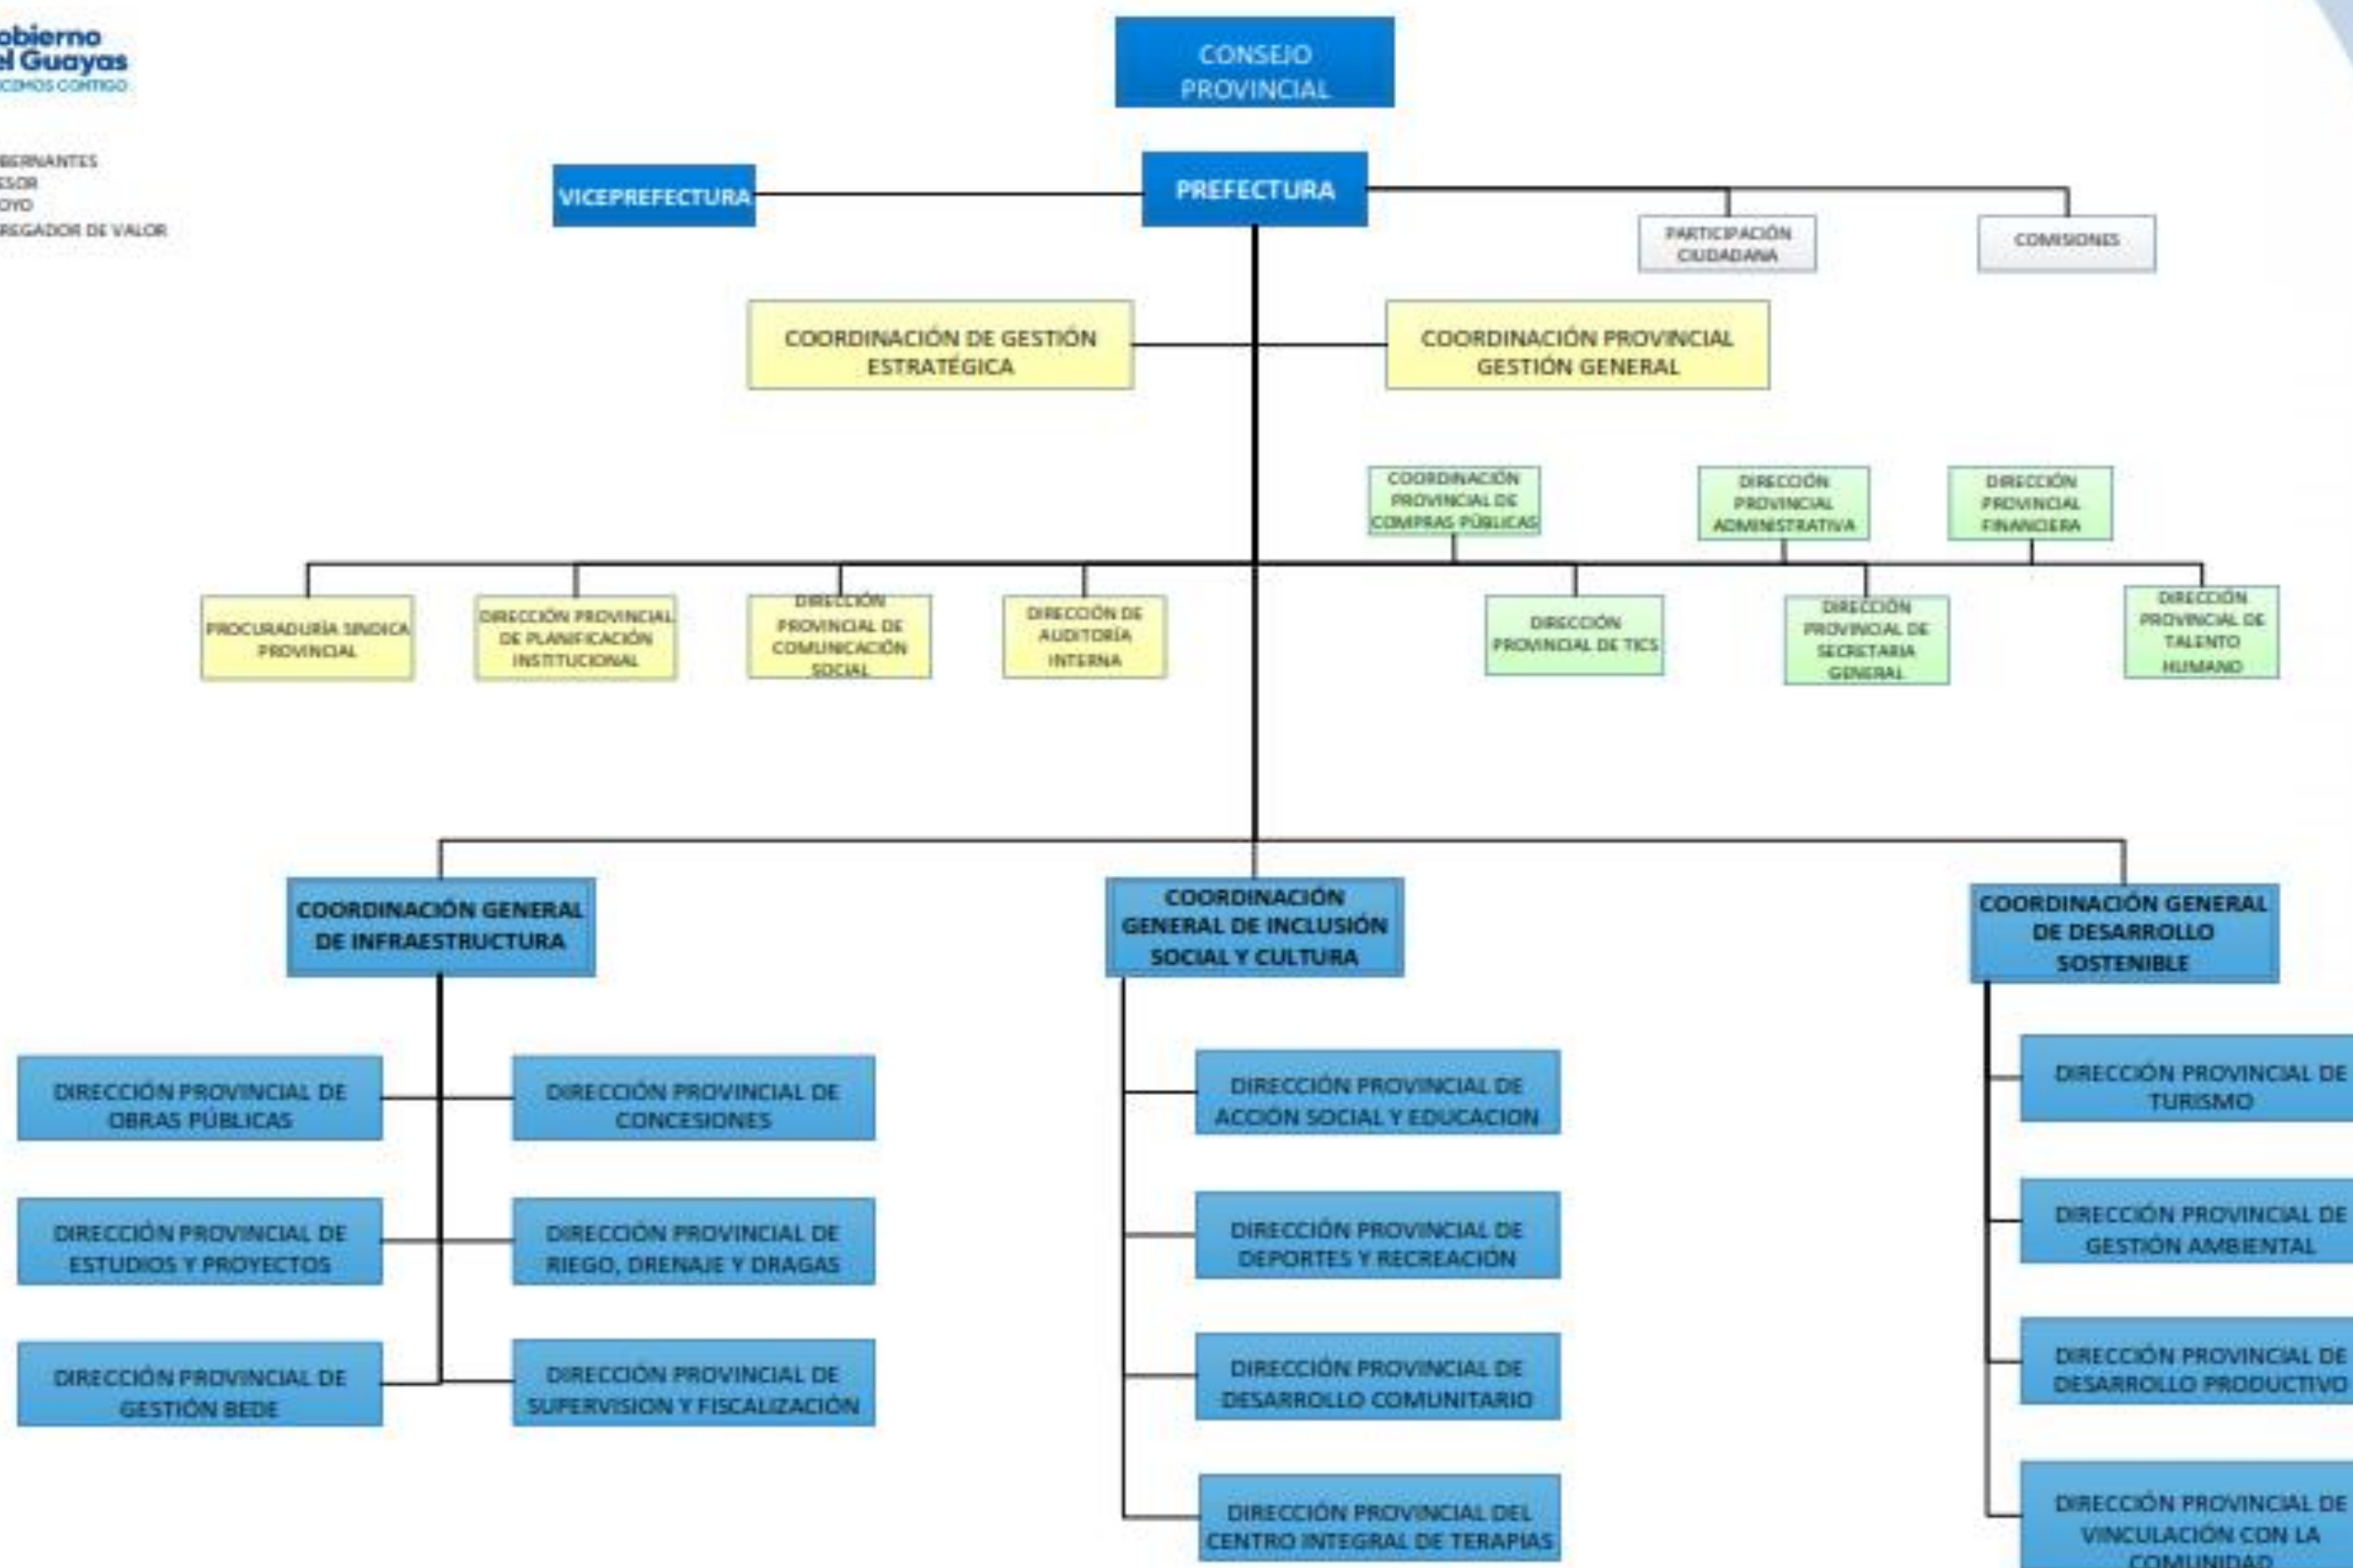 obierno
el Guayas
CEMOS CONTIGO
BERNANTES
ESOR
OYO
REGADOR DE VALOR
CONSEJO
PROVINCIAL
VICEPREFECTURA
PREFECTURA
PARTICIPACIÓN
CIUDADANA
COMISIONES
COORDINACIÓN DE GESTIÓN
ESTRATÉGICA
COORDINACIÓN PROVINCIAL
GESTIÓN GENERAL
COORDINACIÓN
PROVINCIAL DE
COMPRAS PÚBLICAS
DIRECCIÓN
PROVINCIAL
ADMINISTRATIVA
DIRECCIÓN
PROVINCIAL
FINANCIERA
PROCURADURÍA SINDICA
PROVINCIAL
DIRECCIÓN PROVINCIAL
DE PLANIFICACIÓN
INSTITUCIONAL
DIRECCIÓN
PROVINCIAL DE
COMUNICACIÓN
SOCIAL
DIRECCIÓN DE
AUDITORÍA
INTERNA
DIRECCIÓN
PROVINCIAL DE TICS
DIRECCIÓN
PROVINCIAL DE
SECRETARIA
GENERAL
DIRECCIÓN
PROVINCIAL DE
TALENTO
HUMANO
COORDINACIÓN GENERAL
DE INFRAESTRUCTURA
COORDINACIÓN
GENERAL DE INCLUSIÓN
SOCIAL Y CULTURA
COORDINACIÓN GENERAL
DE DESARROLLO
SOSTENIBLE
DIRECCIÓN PROVINCIAL DE
OBRAS PÚBLICAS
DIRECCIÓN PROVINCIAL DE
CONCESIONES
DIRECCIÓN PROVINCIAL DE
ESTUDIOS Y PROYECTOS
DIRECCIÓN PROVINCIAL DE
RIEGO, DRENAJE Y DRAGAS
DIRECCIÓN PROVINCIAL DE
GESTIÓN BEDE
DIRECCIÓN PROVINCIAL DE
SUPERVISION Y FISCALIZACIÓN
DIRECCIÓN PROVINCIAL DE
ACCIÓN SOCIAL Y EDUCACION
DIRECCIÓN PROVINCIAL DE
DEPORTES Y RECREACIÓN
DIRECCIÓN PROVINCIAL DE
DESARROLLO COMUNITARIO
DIRECCIÓN PROVINCIAL DEL
CENTRO INTEGRAL DE TERAPIAS
DIRECCIÓN PROVINCIAL DE
TURISMO
DIRECCIÓN PROVINCIAL DE
GESTIÓN AMBIENTAL
DIRECCIÓN PROVINCIAL DE
DESARROLLO PRODUCTIVO
DIRECCIÓN PROVINCIAL DE
VINCULACIÓN CON LA
COMUNIDAD